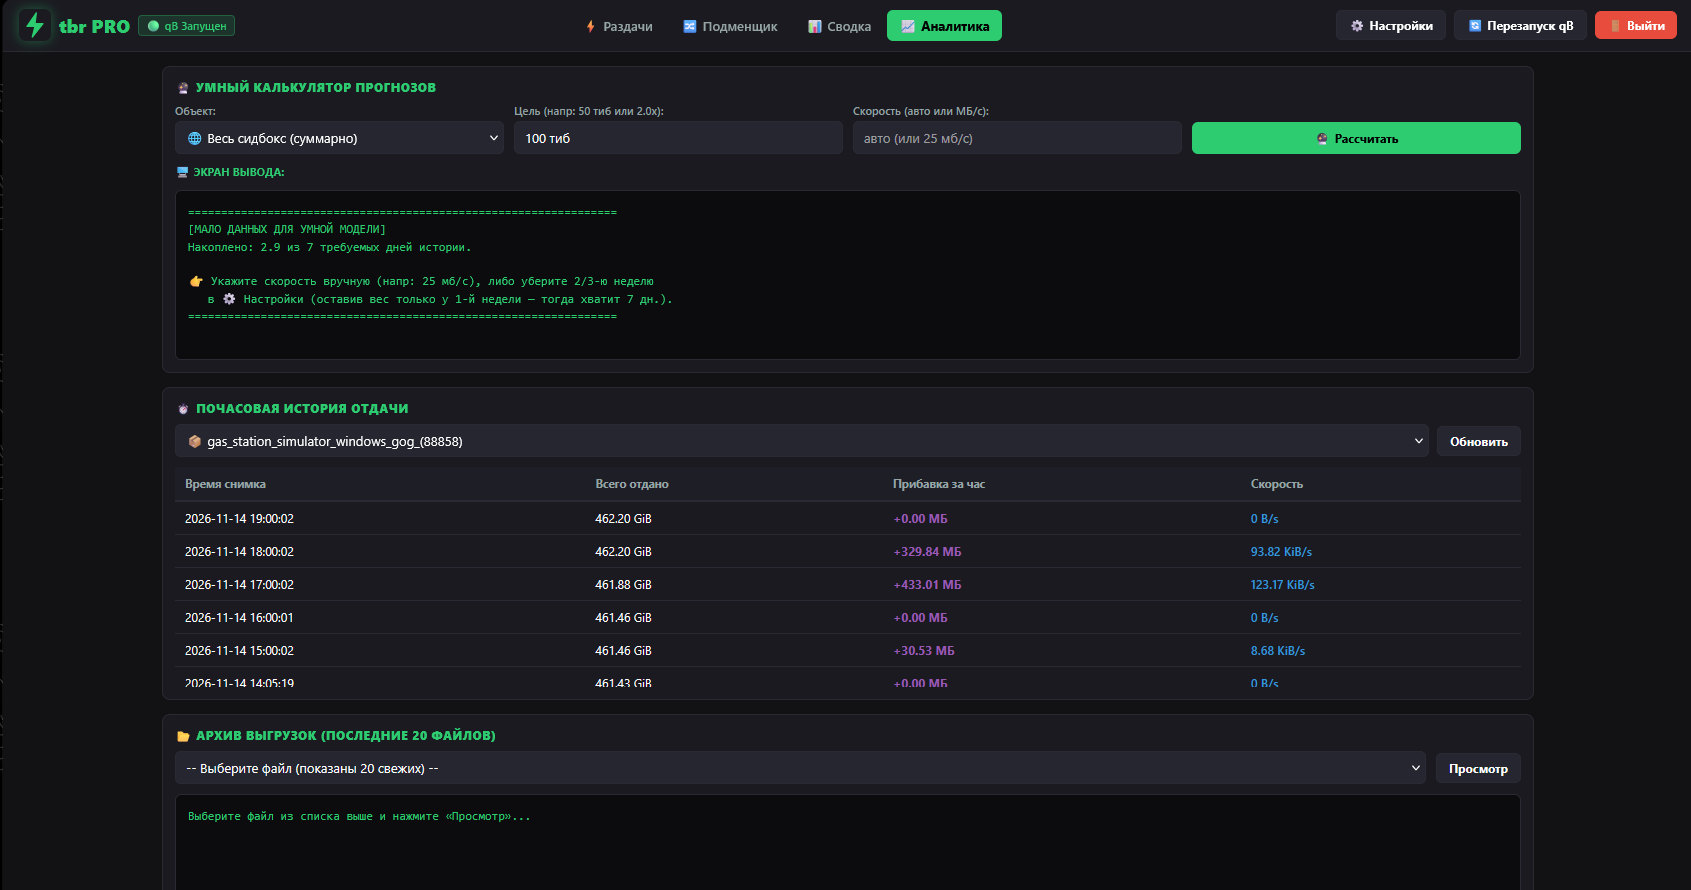 tbr PRO
qB Запущен
Раздачи
Подменщик
Сводка
Аналитика
Настройки
Перезапуск qB
Выйти
УМНЫЙ КАЛЬКУЛЯТОР ПРОГНОЗОВ
Объект:
Цель (напр: 50 тиб или 2.0x):
Скорость (авто или МБ/с):
Весь сидбокс (суммарно)
100 тиб
авто (или 25 мб/с)
Рассчитать
ЭКРАН ВЫВОДА:
=================================================================
[МАЛО ДАННЫХ ДЛЯ УМНОЙ МОДЕЛИ]
Накоплено: 2.9 из 7 требуемых дней истории.
👉 Укажите скорость вручную (напр: 25 мб/с), либо уберите 2/3-ю неделю
в ⚙️ Настройки (оставив вес только у 1-й недели — тогда хватит 7 дн.).
=================================================================
ПОЧАСОВАЯ ИСТОРИЯ ОТДАЧИ
gas_station_simulator_windows_gog_(88858)
Обновить
Время снимка Всего отдано Прибавка за час Скорость
2026-11-14 19:00:02 462.20 GiB +0.00 МБ 0 B/s
2026-11-14 18:00:02 462.20 GiB +329.84 МБ 93.82 KiB/s
2026-11-14 17:00:02 461.88 GiB +433.01 МБ 123.17 KiB/s
2026-11-14 16:00:01 461.46 GiB +0.00 МБ 0 B/s
2026-11-14 15:00:02 461.46 GiB +30.53 МБ 8.68 KiB/s
2026-11-14 14:05:19 461.43 GiB +0.00 МБ 0 B/s
АРХИВ ВЫГРУЗОК (ПОСЛЕДНИЕ 20 ФАЙЛОВ)
-- Выберите файл (показаны 20 свежих) --
Просмотр
Выберите файл из списка выше и нажмите «Просмотр»...